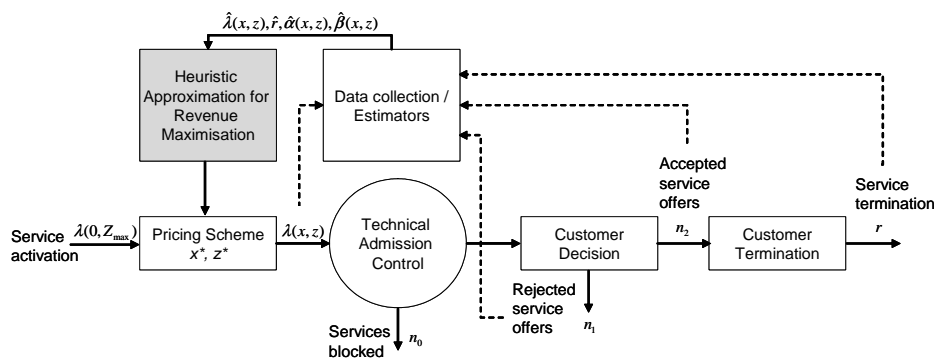 λ̂(x, z), r̂, α̂(x, z), β̂(x, z)
Heuristic
Approximation for
Revenue
Maximisation
Data collection /
Estimators
Accepted
service
offers
Service
termination
Service
activation
λ(0, Z_max)
Pricing Scheme
x*, z*
λ(x, z)
Technical
Admission
Control
Customer
Decision
n₂
Customer
Termination
r
Rejected
service
offers
n₁
Services
blocked
n₀